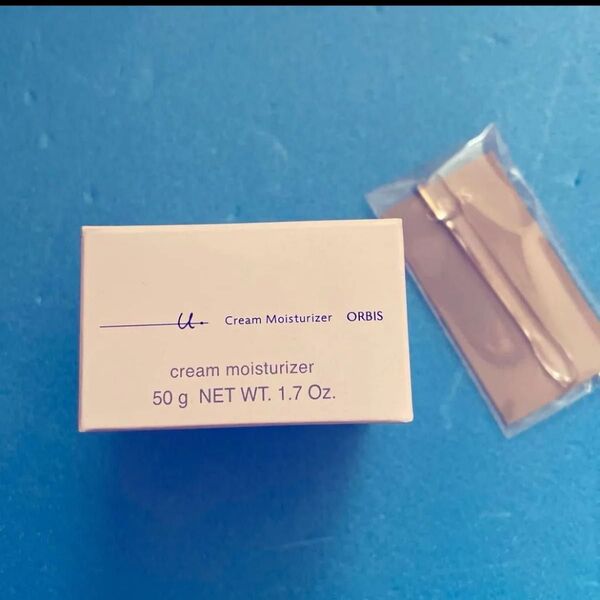 u. Cream Moisturizer ORBIS
cream moisturizer
50 g NET WT. 1.7 Oz.